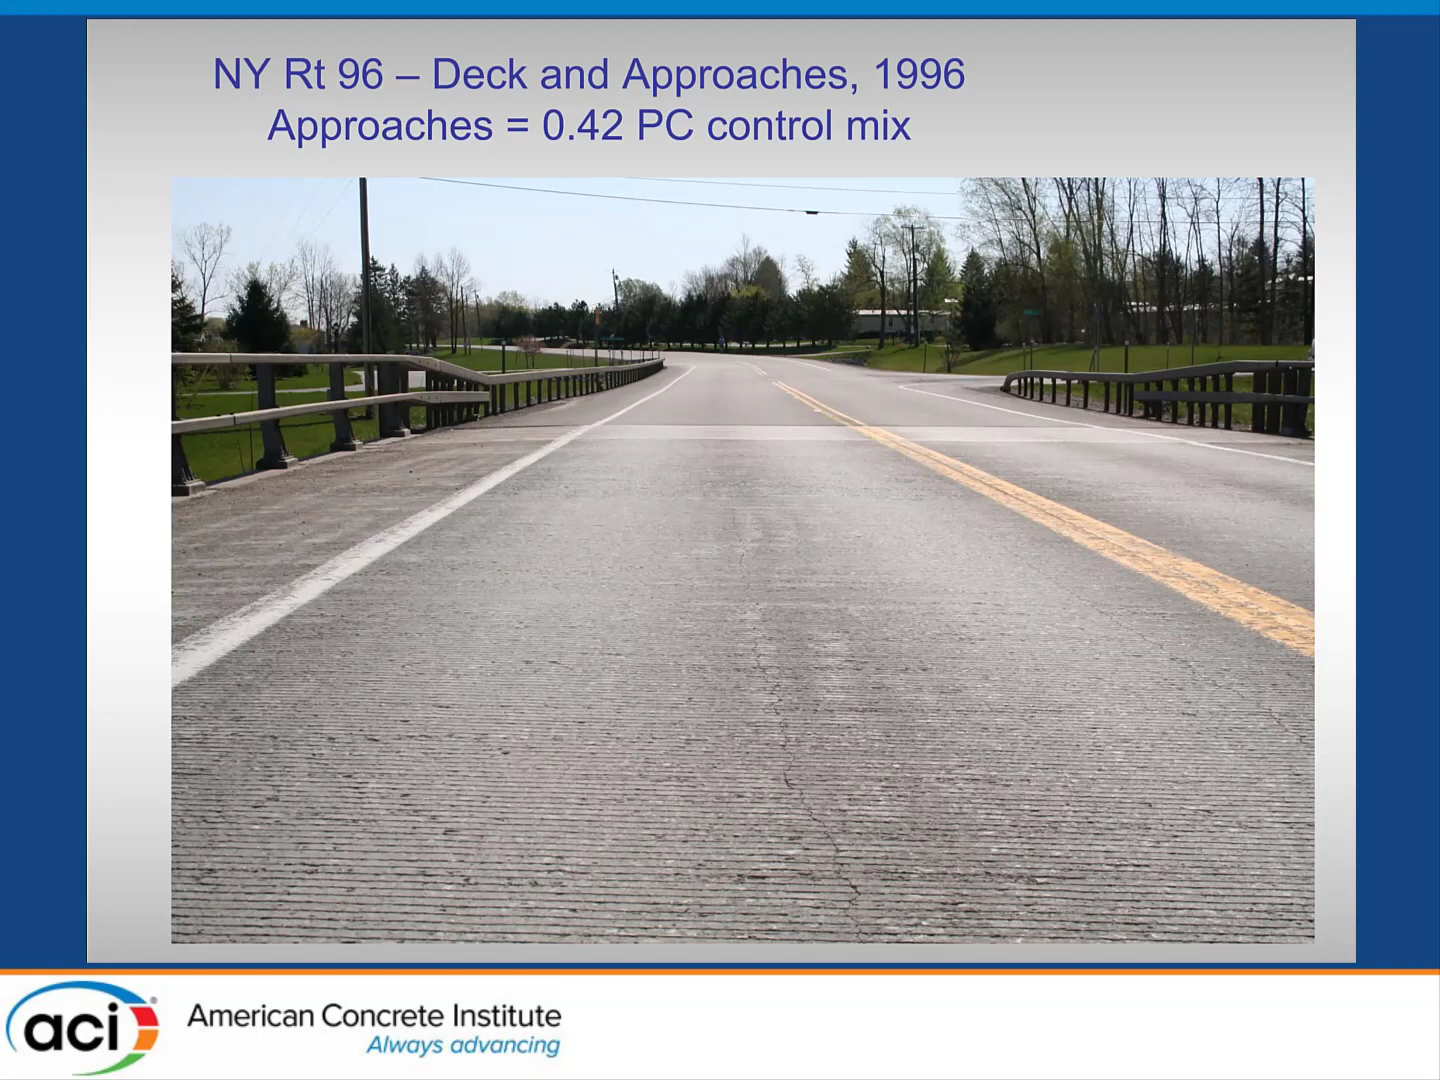 NY Rt 96 – Deck and Approaches, 1996
Approaches = 0.42 PC control mix
aci®
American Concrete Institute
Always advancing